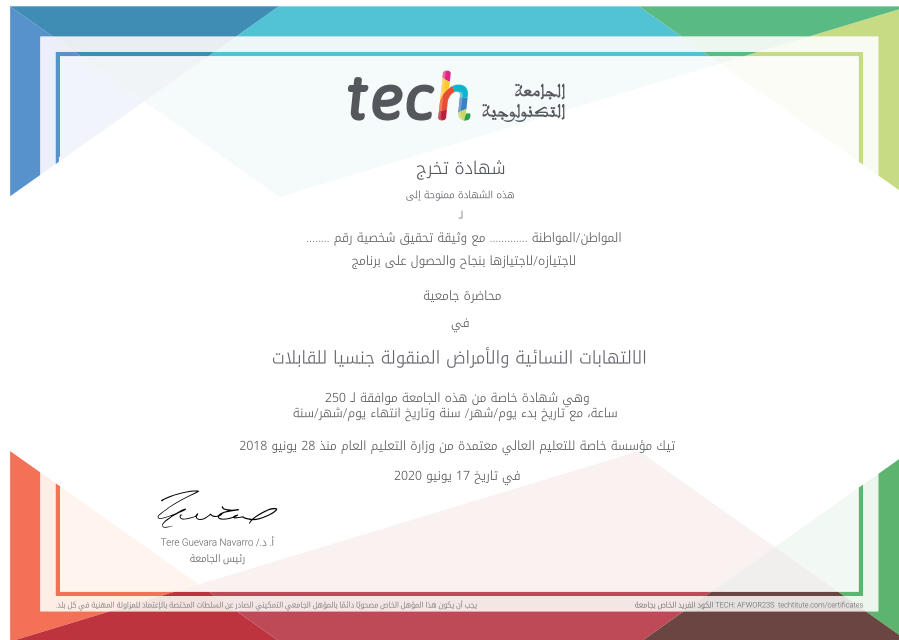 tech الجامعة
التكنولوجية
شهادة تخرج
هذه الشهادة ممنوحة إلى
لـ
المواطن/المواطنة ............ مع وثيقة تحقيق شخصية رقم ........
لاجتيازه/لاجتيازها بنجاح والحصول على برنامج
محاضرة جامعية
في
الالتهابات النسائية والأمراض المنقولة جنسيا للقابلات
وهي شهادة خاصة من هذه الجامعة موافقة لـ 250
ساعة، مع تاريخ بدء يوم/شهر/ سنة وتاريخ انتهاء يوم/شهر/سنة
تيك مؤسسة خاصة للتعليم العالي معتمدة من وزارة التعليم العام منذ 28 يونيو 2018
في تاريخ 17 يونيو 2020
أ. د./ Tere Guevara Navarro
رئيس الجامعة
يجب أن يكون هذا المؤهل الخاص مصحوبًا دائمًا بالمؤهل الجامعي التمكيني الصادر عن السلطات المختصة بالإعتماد للمزاولة المهنية في كل بلد.
الكود الفريد الخاص بجامعة TECH: AFWOR23S techtitute.com/certificates